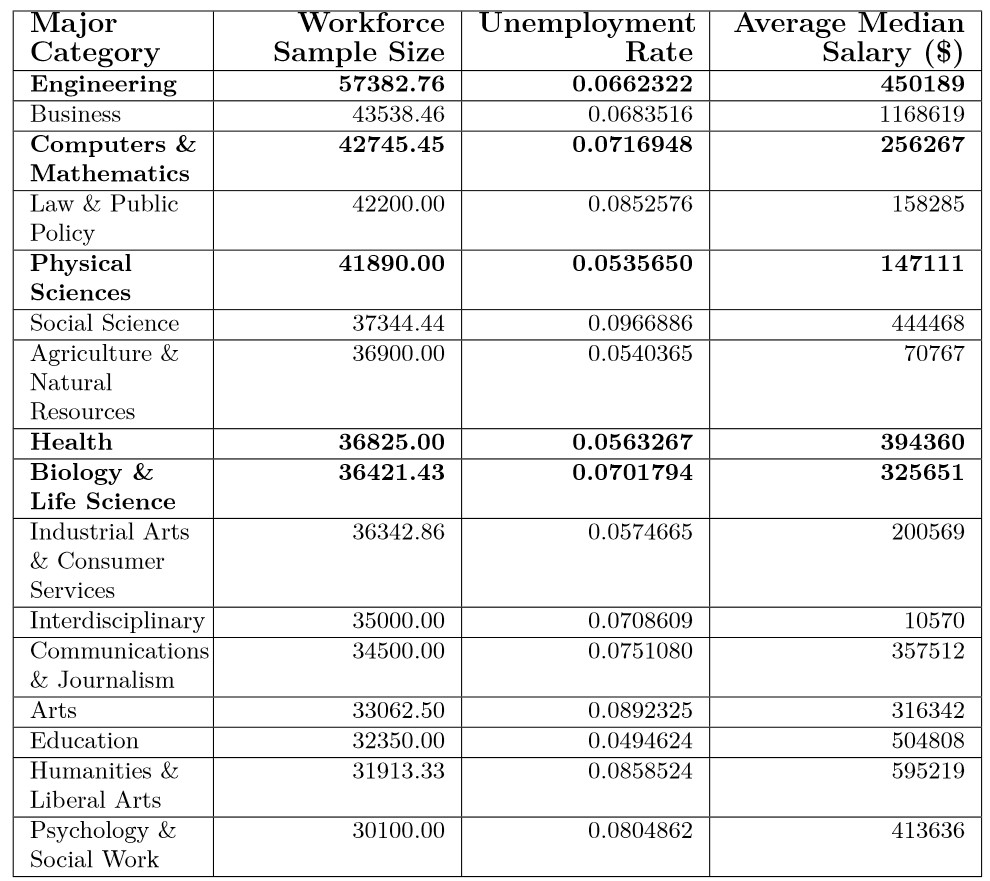 Major Category | Workforce Sample Size | Unemployment Rate | Average Median Salary ($)
Engineering | 57382.76 | 0.0662322 | 450189
Business | 43538.46 | 0.0683516 | 1168619
Computers & Mathematics | 42745.45 | 0.0716948 | 256267
Law & Public Policy | 42200.00 | 0.0852576 | 158285
Physical Sciences | 41890.00 | 0.0535650 | 147111
Social Science | 37344.44 | 0.0966886 | 444468
Agriculture & Natural Resources | 36900.00 | 0.0540365 | 70767
Health | 36825.00 | 0.0563267 | 394360
Biology & Life Science | 36421.43 | 0.0701794 | 325651
Industrial Arts & Consumer Services | 36342.86 | 0.0574665 | 200569
Interdisciplinary | 35000.00 | 0.0708609 | 10570
Communications & Journalism | 34500.00 | 0.0751080 | 357512
Arts | 33062.50 | 0.0892325 | 316342
Education | 32350.00 | 0.0494624 | 504808
Humanities & Liberal Arts | 31913.33 | 0.0858524 | 595219
Psychology & Social Work | 30100.00 | 0.0804862 | 413636